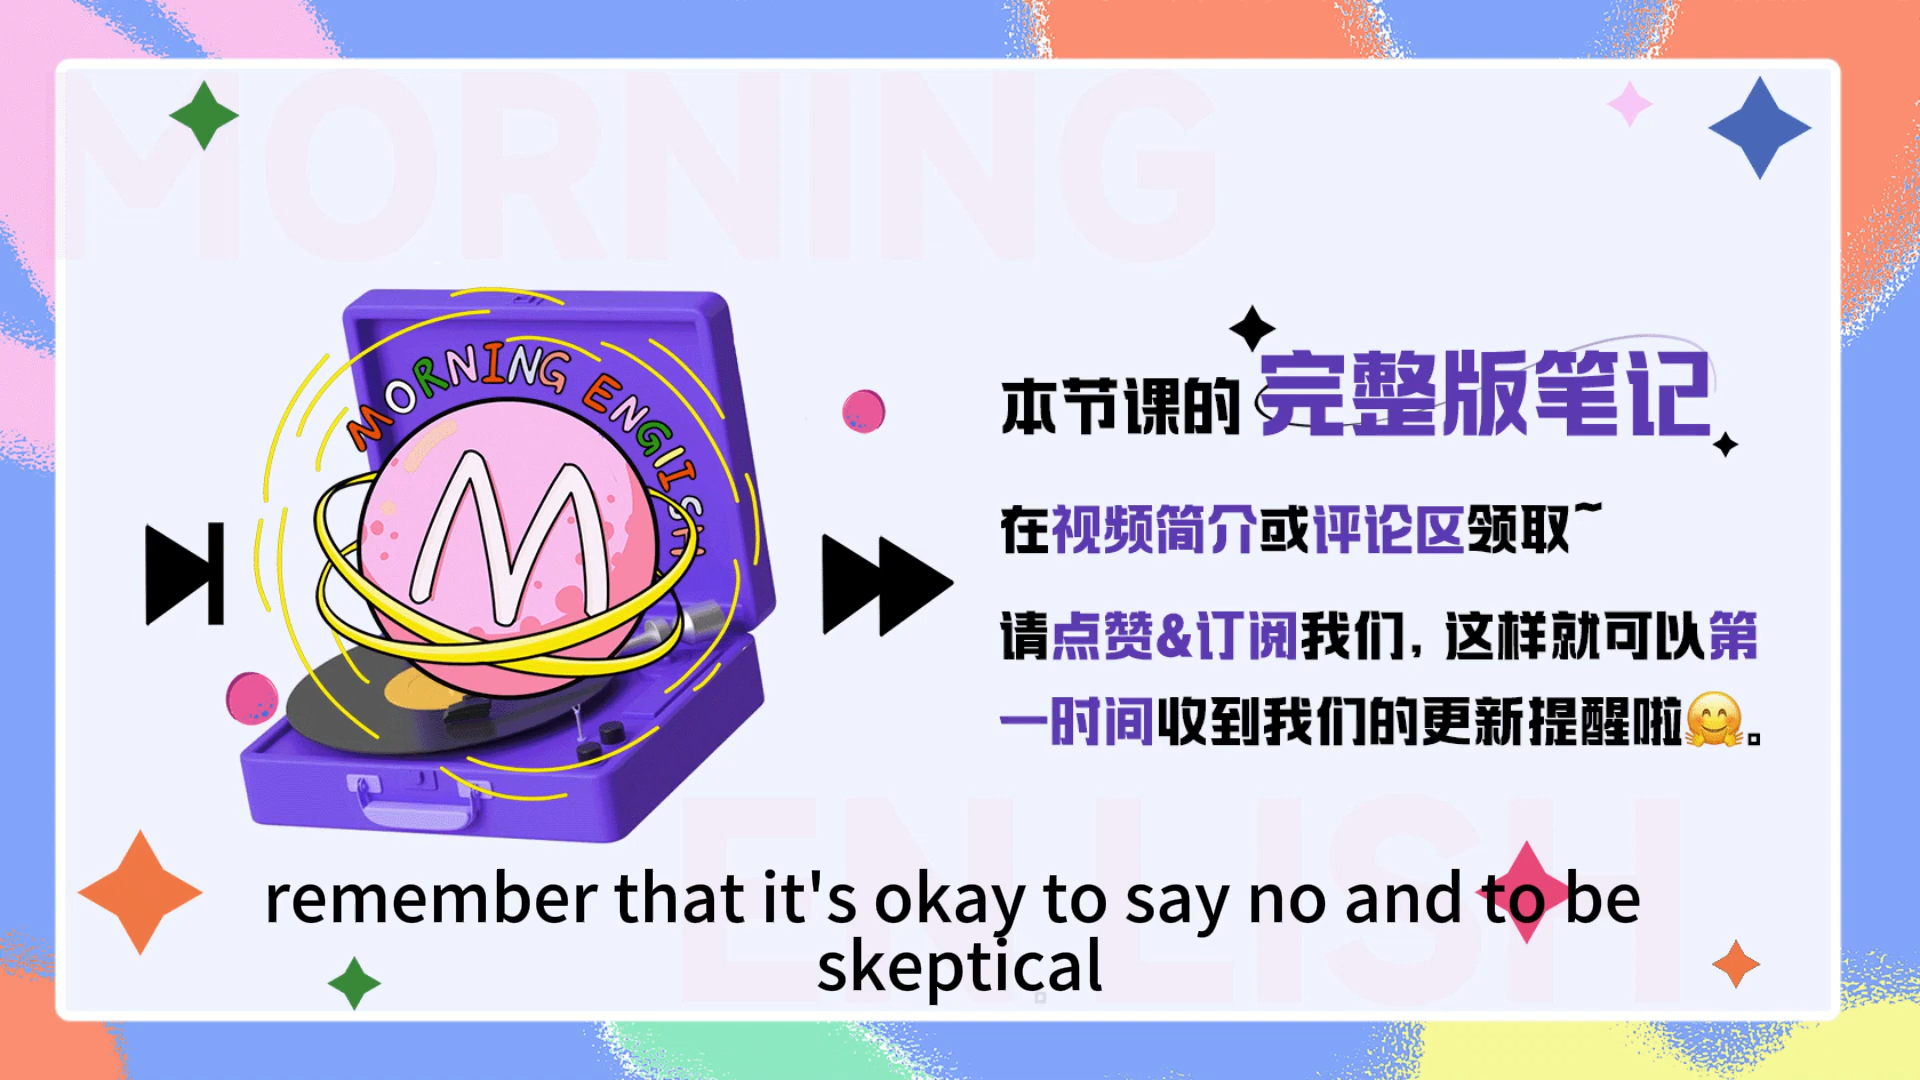 MORNING
MORNING ENGLISH
M
本节课的 完整版笔记
在视频简介或评论区领取~
请点赞&订阅我们，这样就可以第
一时间收到我们的更新提醒啦🤗。
EN LISH
remember that it's okay to say no and to be
skeptical